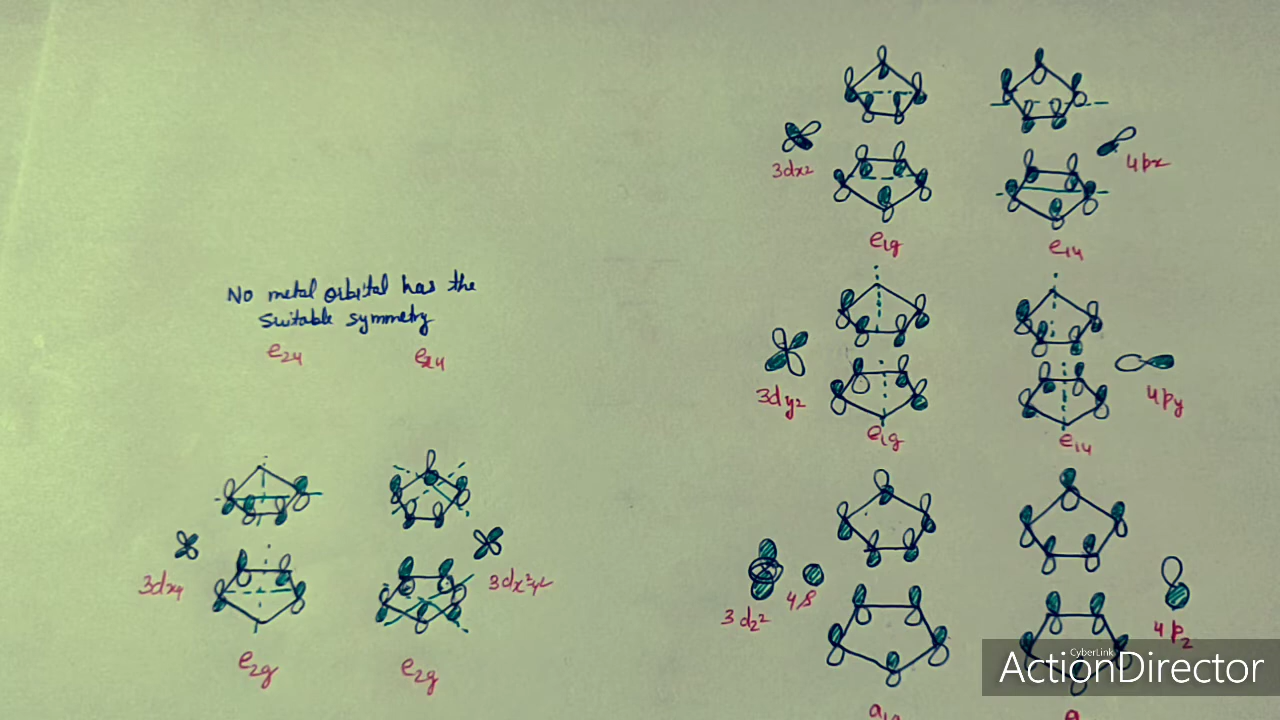 No metal orbital has the
Suitable symmetry
e2u e2u
3dxy
e2g
3dx²-y²
e2g
3dxz
e1g
4px
e1u
3dyz
e1g
4py
e1u
3dz² 4s
a1g
4pz
CyberLink
ActionDirector